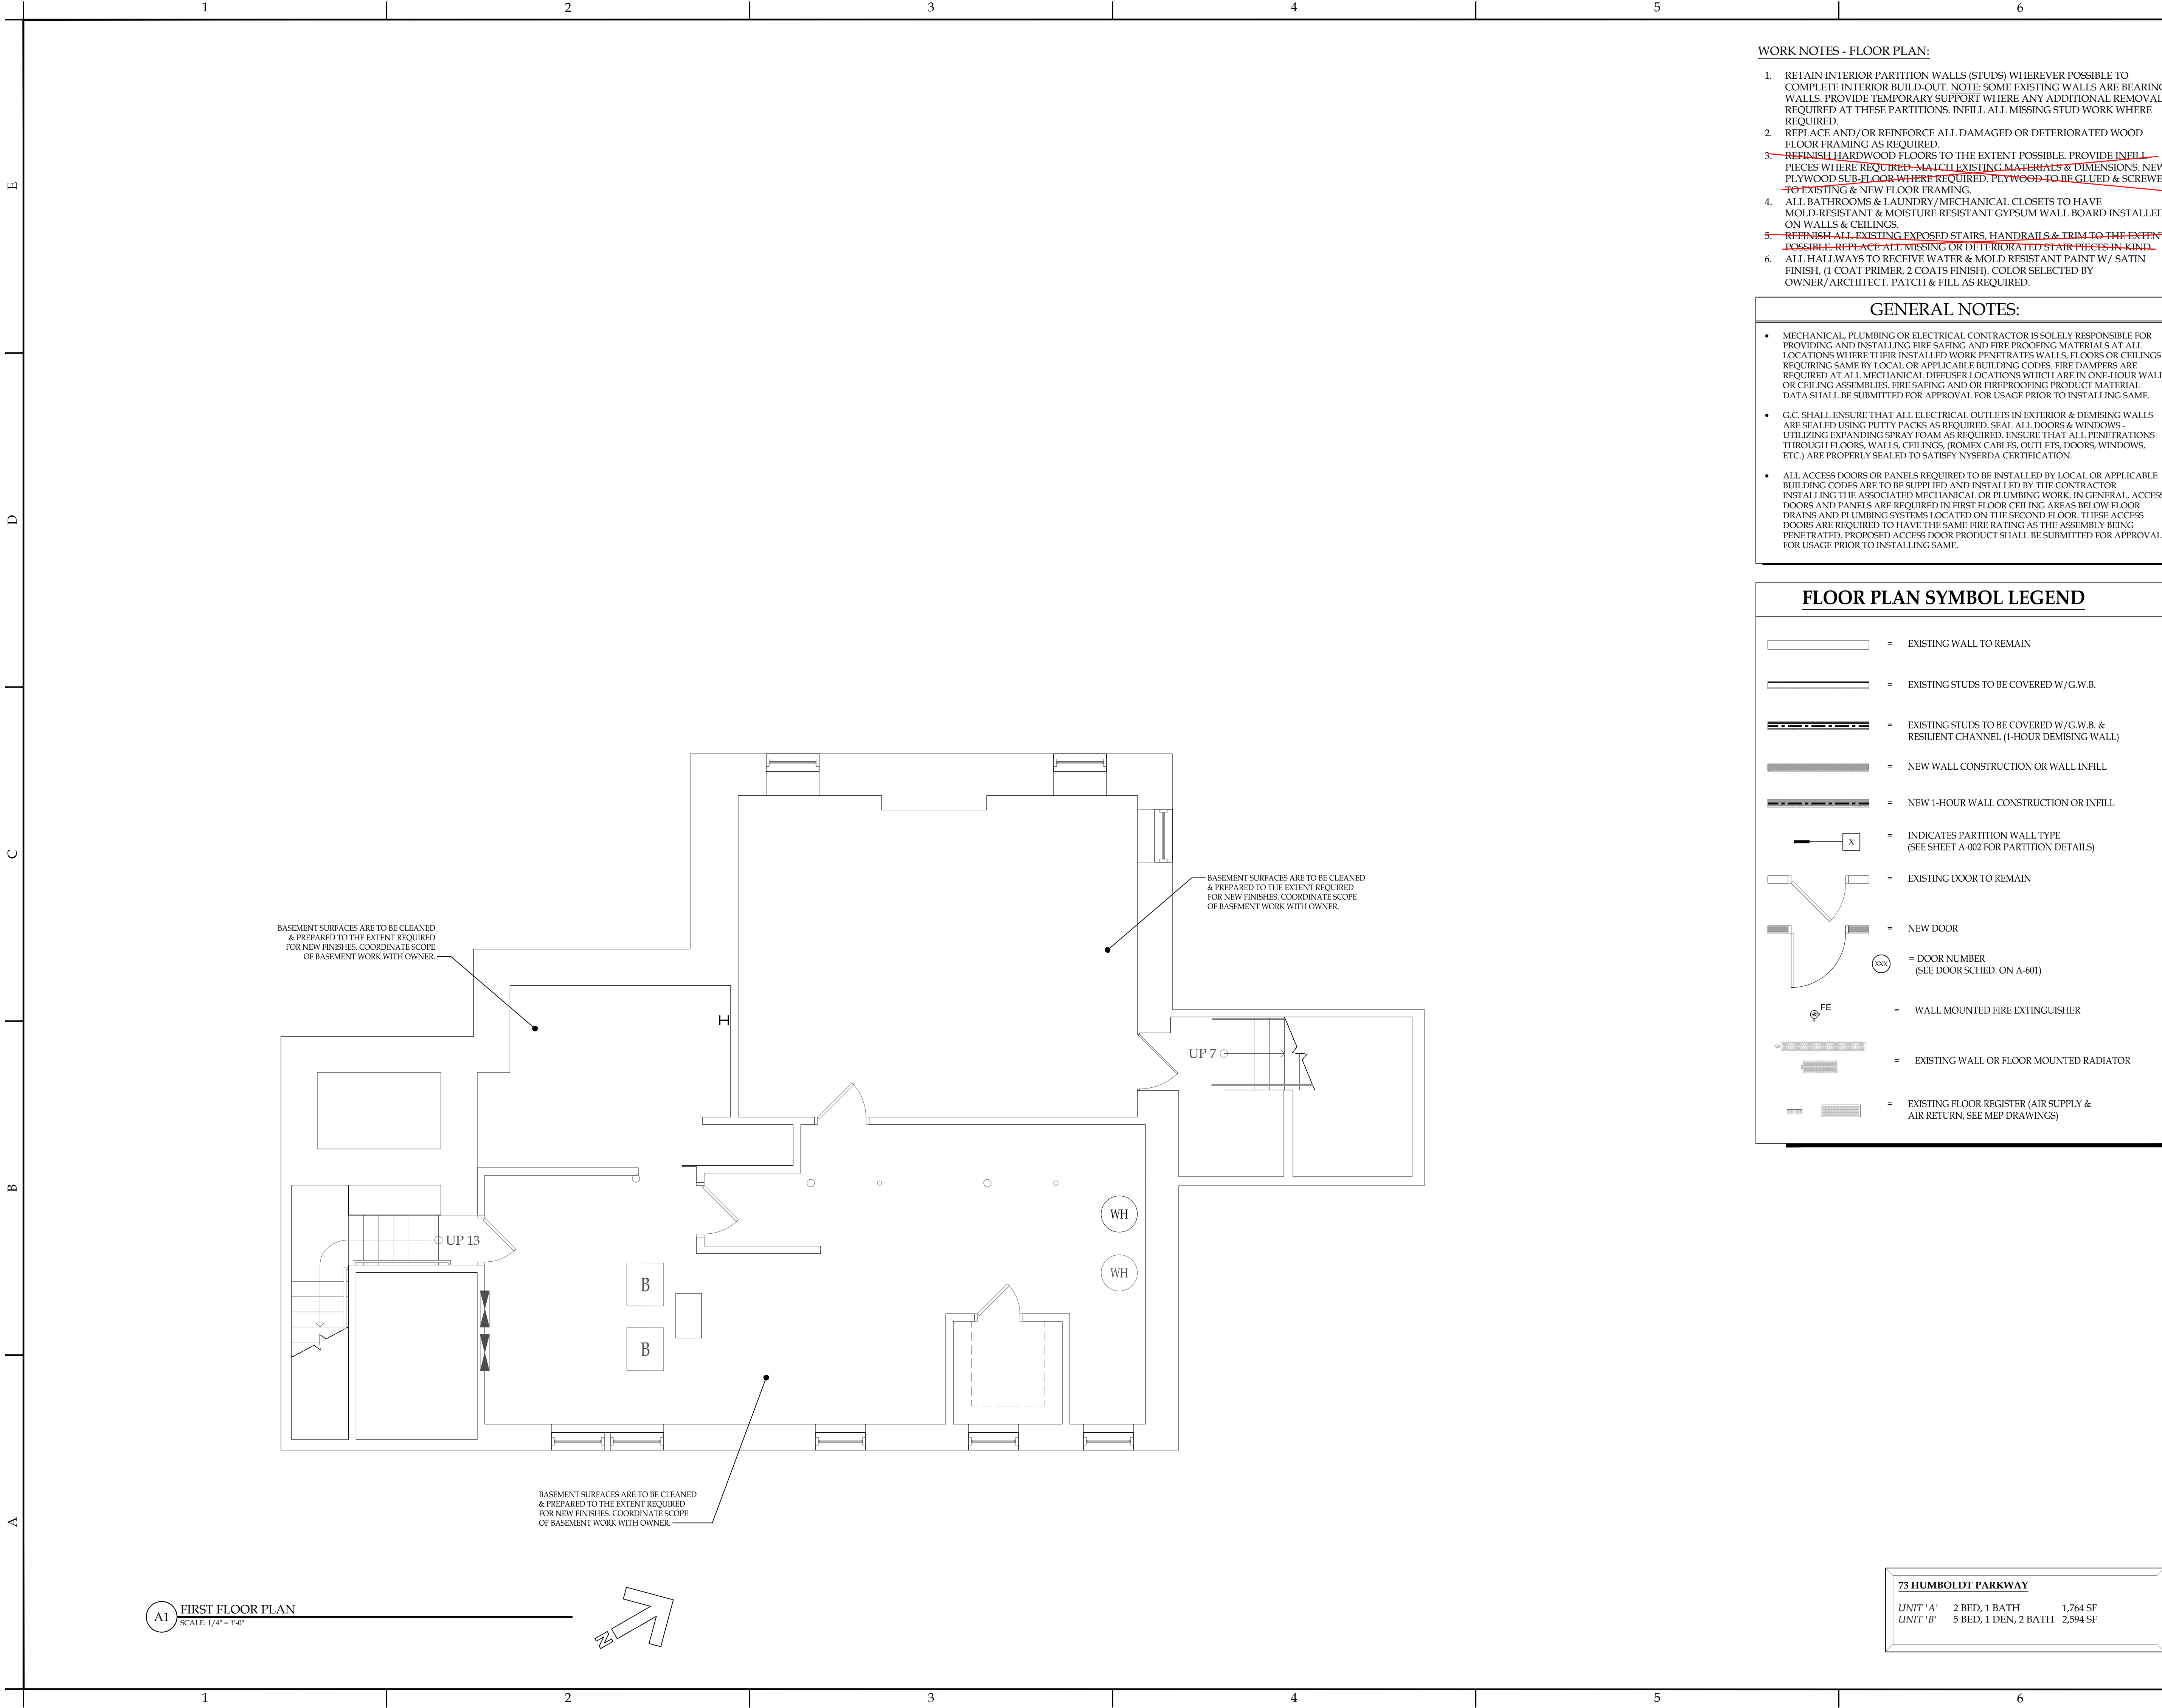 1 2 3 4 5 6
WORK NOTES - FLOOR PLAN:
1. RETAIN INTERIOR PARTITION WALLS (STUDS) WHEREVER POSSIBLE TO
COMPLETE INTERIOR BUILD-OUT. NOTE: SOME EXISTING WALLS ARE BEARING
WALLS. PROVIDE TEMPORARY SUPPORT WHERE ANY ADDITIONAL REMOVAL
REQUIRED AT THESE PARTITIONS. INFILL ALL MISSING STUD WORK WHERE
REQUIRED.
2. REPLACE AND/OR REINFORCE ALL DAMAGED OR DETERIORATED WOOD
FLOOR FRAMING AS REQUIRED.
3. REFINISH HARDWOOD FLOORS TO THE EXTENT POSSIBLE. PROVIDE INFILL
PIECES WHERE REQUIRED. MATCH EXISTING MATERIALS & DIMENSIONS. NEW
PLYWOOD SUB-FLOOR WHERE REQUIRED. PLYWOOD TO BE GLUED & SCREWE
TO EXISTING & NEW FLOOR FRAMING.
4. ALL BATHROOMS & LAUNDRY/MECHANICAL CLOSETS TO HAVE
MOLD-RESISTANT & MOISTURE RESISTANT GYPSUM WALL BOARD INSTALLED
ON WALLS & CEILINGS.
5. REFINISH ALL EXISTING EXPOSED STAIRS, HANDRAILS & TRIM TO THE EXTENT
POSSIBLE. REPLACE ALL MISSING OR DETERIORATED STAIR PIECES IN KIND.
6. ALL HALLWAYS TO RECEIVE WATER & MOLD RESISTANT PAINT W/ SATIN
FINISH, (1 COAT PRIMER, 2 COATS FINISH). COLOR SELECTED BY
OWNER/ARCHITECT. PATCH & FILL AS REQUIRED.
GENERAL NOTES:
• MECHANICAL, PLUMBING OR ELECTRICAL CONTRACTOR IS SOLELY RESPONSIBLE FOR
PROVIDING AND INSTALLING FIRE SAFING AND FIRE PROOFING MATERIALS AT ALL
LOCATIONS WHERE THEIR INSTALLED WORK PENETRATES WALLS, FLOORS OR CEILINGS
REQUIRING SAME BY LOCAL OR APPLICABLE BUILDING CODES. FIRE DAMPERS ARE
REQUIRED AT ALL MECHANICAL DIFFUSER LOCATIONS WHICH ARE IN ONE-HOUR WALL
OR CEILING ASSEMBLIES. FIRE SAFING AND OR FIREPROOFING PRODUCT MATERIAL
DATA SHALL BE SUBMITTED FOR APPROVAL FOR USAGE PRIOR TO INSTALLING SAME.
• G.C. SHALL ENSURE THAT ALL ELECTRICAL OUTLETS IN EXTERIOR & DEMISING WALLS
ARE SEALED USING PUTTY PACKS AS REQUIRED. SEAL ALL DOORS & WINDOWS -
UTILIZING EXPANDING SPRAY FOAM AS REQUIRED. ENSURE THAT ALL PENETRATIONS
THROUGH FLOORS, WALLS, CEILINGS, (ROMEX CABLES, OUTLETS, DOORS, WINDOWS,
ETC.) ARE PROPERLY SEALED TO SATISFY NYSERDA CERTIFICATION.
• ALL ACCESS DOORS OR PANELS REQUIRED TO BE INSTALLED BY LOCAL OR APPLICABLE
BUILDING CODES ARE TO BE SUPPLIED AND INSTALLED BY THE CONTRACTOR
INSTALLING THE ASSOCIATED MECHANICAL OR PLUMBING WORK. IN GENERAL, ACCESS
DOORS AND PANELS ARE REQUIRED IN FIRST FLOOR CEILING AREAS BELOW FLOOR
DRAINS AND PLUMBING SYSTEMS LOCATED ON THE SECOND FLOOR. THESE ACCESS
DOORS ARE REQUIRED TO HAVE THE SAME FIRE RATING AS THE ASSEMBLY BEING
PENETRATED. PROPOSED ACCESS DOOR PRODUCT SHALL BE SUBMITTED FOR APPROVAL
FOR USAGE PRIOR TO INSTALLING SAME.
FLOOR PLAN SYMBOL LEGEND
= EXISTING WALL TO REMAIN
= EXISTING STUDS TO BE COVERED W/G.W.B.
= EXISTING STUDS TO BE COVERED W/G.W.B. &
RESILIENT CHANNEL (1-HOUR DEMISING WALL)
= NEW WALL CONSTRUCTION OR WALL INFILL
= NEW 1-HOUR WALL CONSTRUCTION OR INFILL
X = INDICATES PARTITION WALL TYPE
(SEE SHEET A-002 FOR PARTITION DETAILS)
= EXISTING DOOR TO REMAIN
= NEW DOOR
XXX = DOOR NUMBER
(SEE DOOR SCHED. ON A-601)
FE = WALL MOUNTED FIRE EXTINGUISHER
= EXISTING WALL OR FLOOR MOUNTED RADIATOR
= EXISTING FLOOR REGISTER (AIR SUPPLY &
AIR RETURN, SEE MEP DRAWINGS)
E
D
C
B
A
BASEMENT SURFACES ARE TO BE CLEANED
& PREPARED TO THE EXTENT REQUIRED
FOR NEW FINISHES. COORDINATE SCOPE
OF BASEMENT WORK WITH OWNER.
BASEMENT SURFACES ARE TO BE CLEANED
& PREPARED TO THE EXTENT REQUIRED
FOR NEW FINISHES. COORDINATE SCOPE
OF BASEMENT WORK WITH OWNER.
UP 7
WH
UP 13
WH
B
B
BASEMENT SURFACES ARE TO BE CLEANED
& PREPARED TO THE EXTENT REQUIRED
FOR NEW FINISHES. COORDINATE SCOPE
OF BASEMENT WORK WITH OWNER.
A1 FIRST FLOOR PLAN
SCALE: 1/4" = 1'-0"
N
73 HUMBOLDT PARKWAY
UNIT 'A' 2 BED, 1 BATH 1,764 SF
UNIT 'B' 5 BED, 1 DEN, 2 BATH 2,594 SF
1 2 3 4 5 6